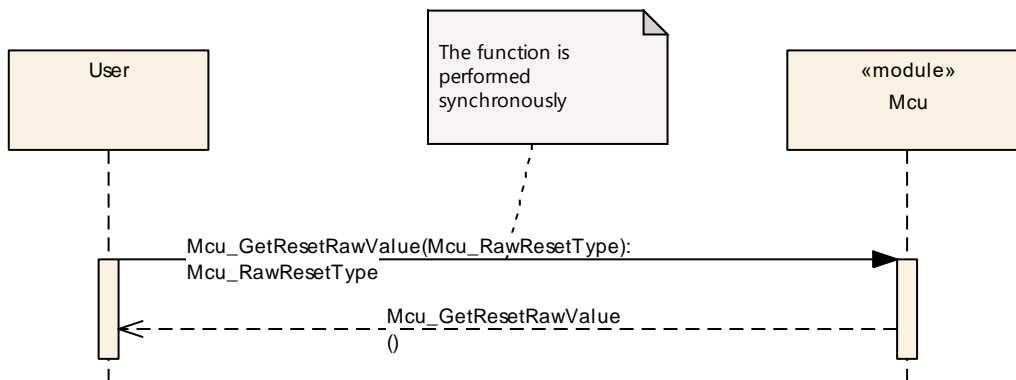 User
The function is
performed
synchronously
«module»
Mcu
Mcu_GetResetRawValue(Mcu_RawResetType):
Mcu_RawResetType
Mcu_GetResetRawValue
()